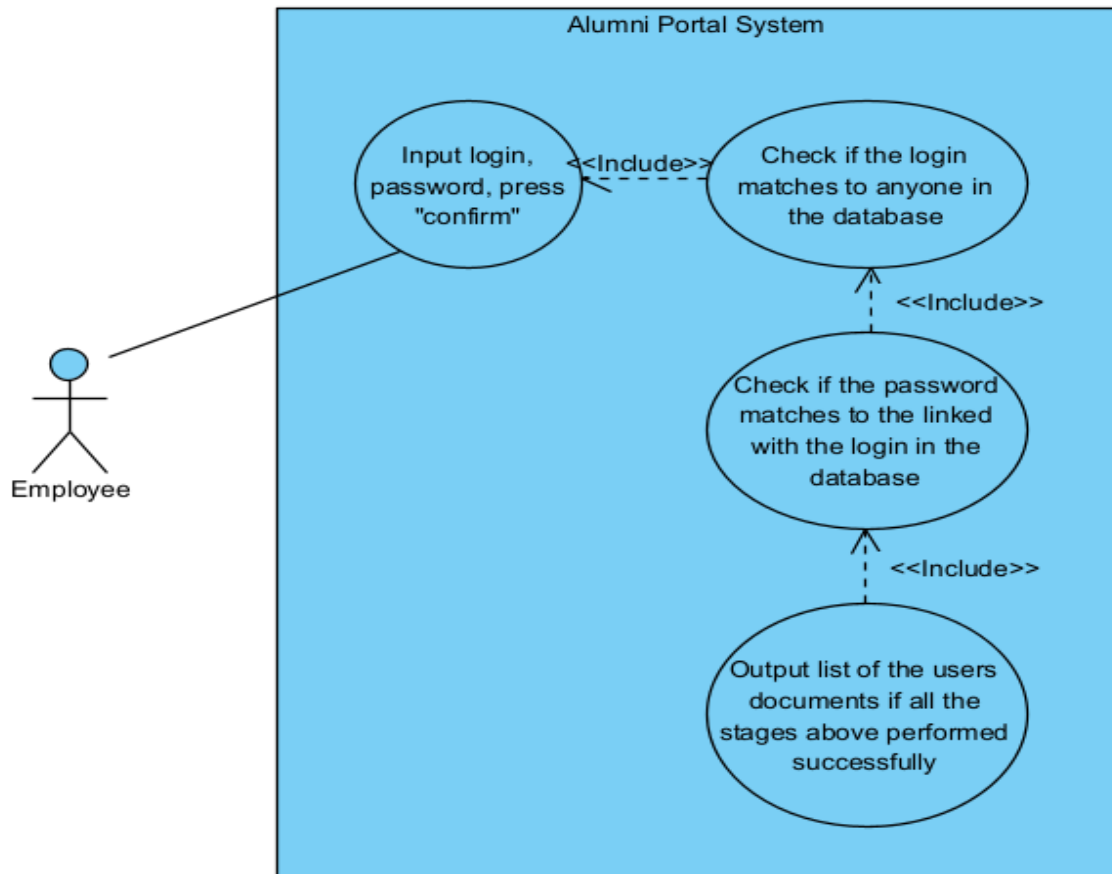 Alumni Portal System
Input login,
password, press
"confirm"
<<Include>>
Check if the login
matches to anyone in
the database
<<Include>>
Check if the password
matches to the linked
with the login in the
database
<<Include>>
Output list of the users
documents if all the
stages above performed
successfully
Employee